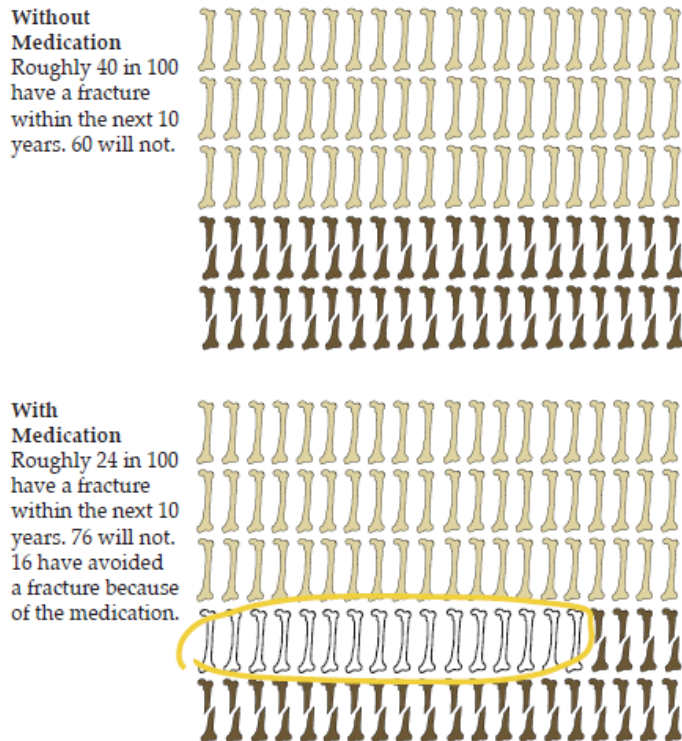 Without
Medication
Roughly 40 in 100
have a fracture
within the next 10
years. 60 will not.
With
Medication
Roughly 24 in 100
have a fracture
within the next 10
years. 76 will not.
16 have avoided
a fracture because
of the medication.